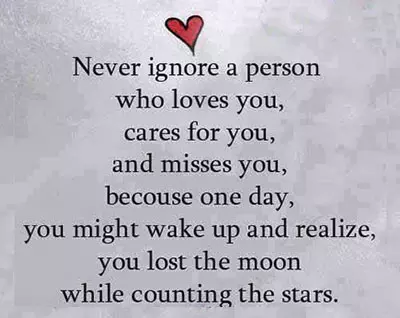 Never ignore a person
who loves you,
cares for you,
and misses you,
becouse one day,
you might wake up and realize,
you lost the moon
while counting the stars.